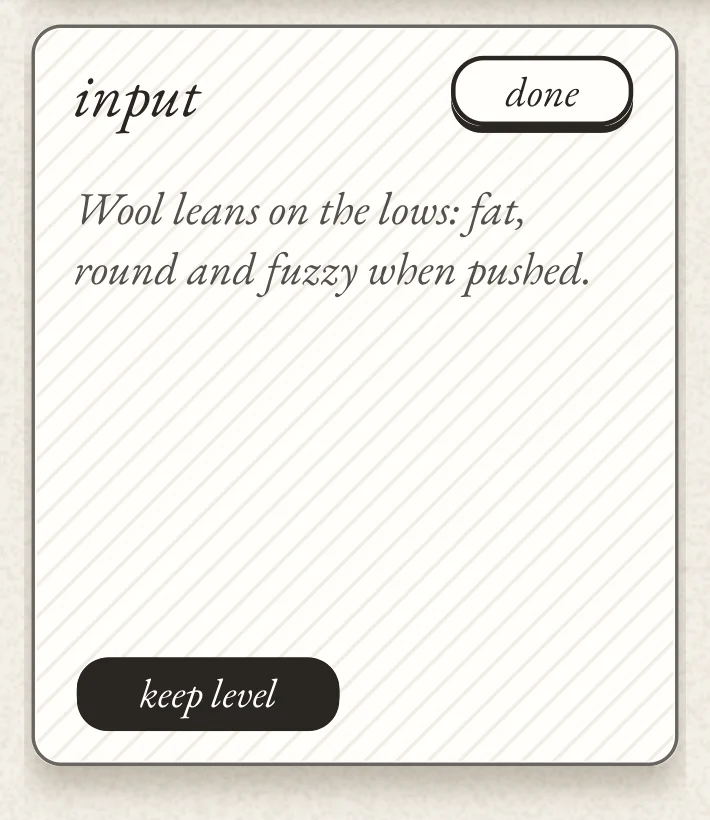 input
done
Wool leans on the lows: fat,
round and fuzzy when pushed.
keep level